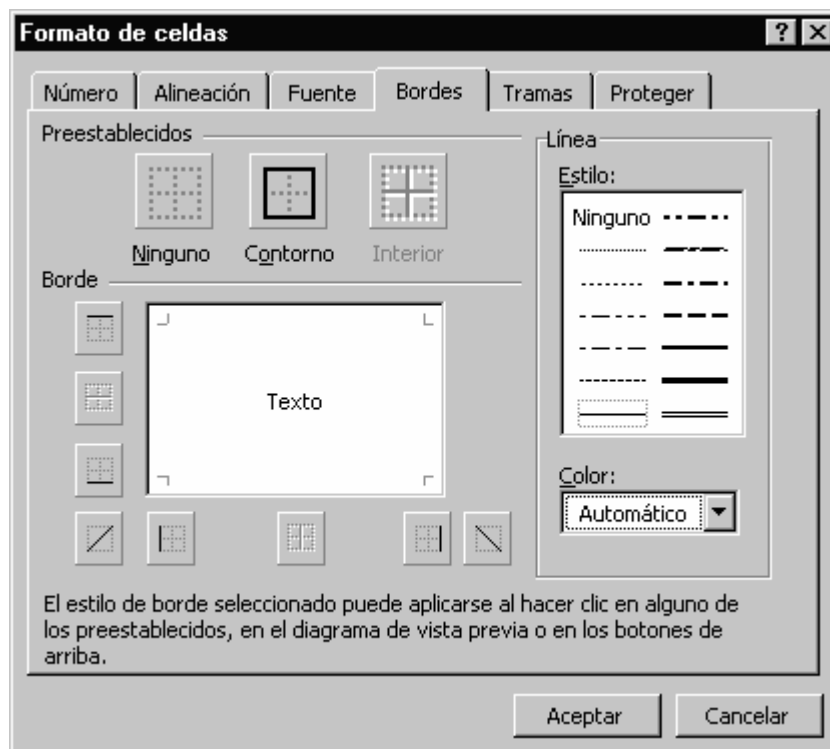 Formato de celdas
Número Alineación Fuente Bordes Tramas Proteger
Preestablecidos
Ninguno Contorno Interior
Borde
Texto
Línea
Estilo:
Ninguno
Color:
Automático
El estilo de borde seleccionado puede aplicarse al hacer clic en alguno de
los preestablecidos, en el diagrama de vista previa o en los botones de
arriba.
Aceptar Cancelar